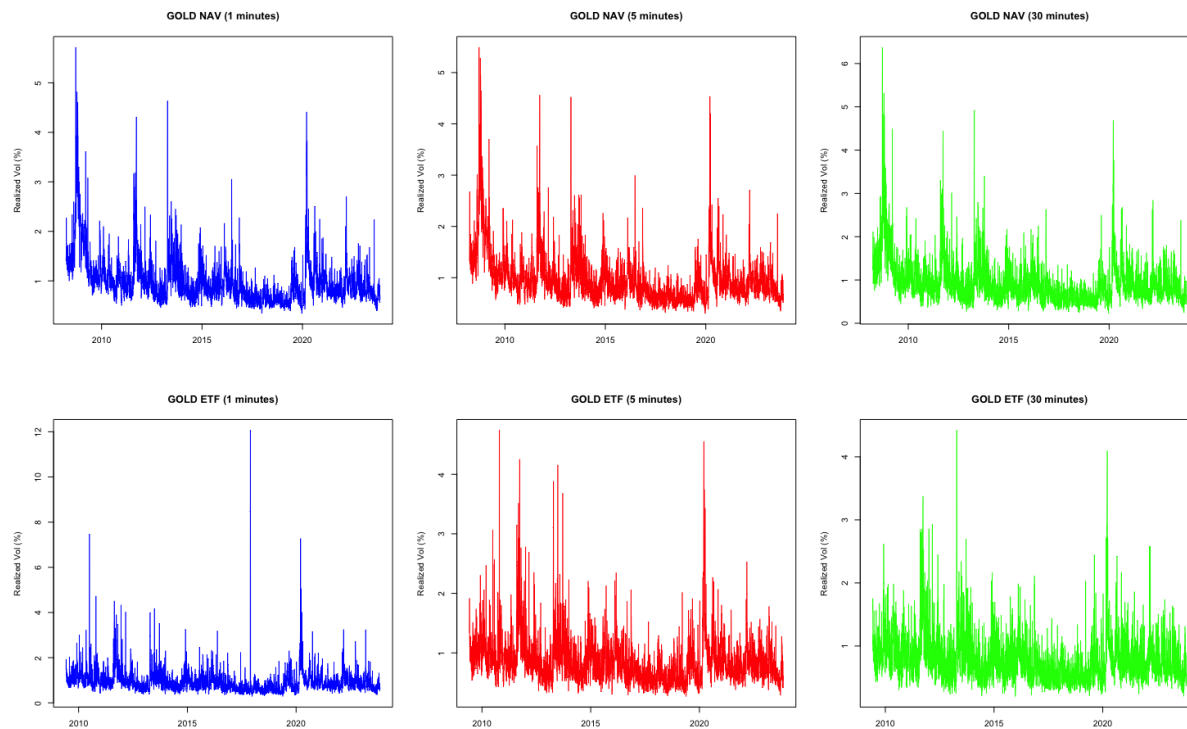 GOLD NAV (1 minutes)
Realized Vol (%)
5
4
3
2
1
2010 2015 2020
GOLD NAV (5 minutes)
Realized Vol (%)
5
4
3
2
1
2010 2015 2020
GOLD NAV (30 minutes)
Realized Vol (%)
6
5
4
3
2
1
0
2010 2015 2020
GOLD ETF (1 minutes)
Realized Vol (%)
12
10
8
6
4
2
0
2010 2015 2020
GOLD ETF (5 minutes)
Realized Vol (%)
4
3
2
1
2010 2015 2020
GOLD ETF (30 minutes)
Realized Vol (%)
4
3
2
1
2010 2015 2020